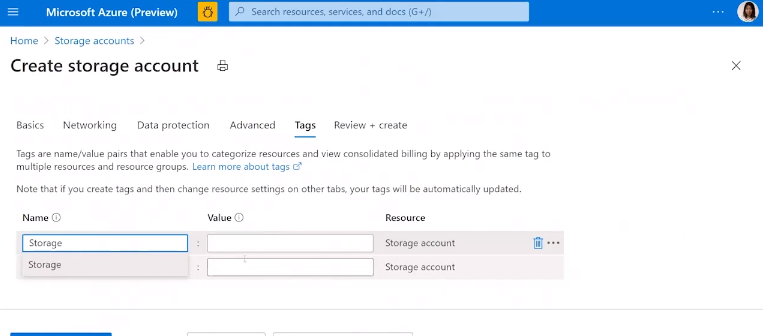 Microsoft Azure (Preview)
Search resources, services, and docs (G+/)
Home > Storage accounts >
Create storage account
Basics Networking Data protection Advanced Tags Review + create
Tags are name/value pairs that enable you to categorize resources and view consolidated billing by applying the same tag to
multiple resources and resource groups. Learn more about tags
Note that if you create tags and then change resource settings on other tabs, your tags will be automatically updated.
Name Value Resource
Storage : Storage account
Storage : Storage account